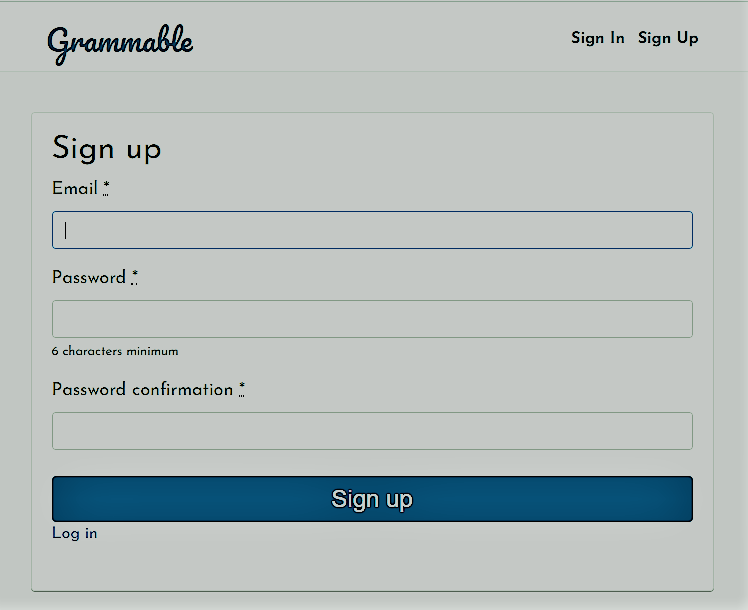 Grammable
Sign In Sign Up
Sign up
Email *
Password *
6 characters minimum
Password confirmation *
Sign up
Log in